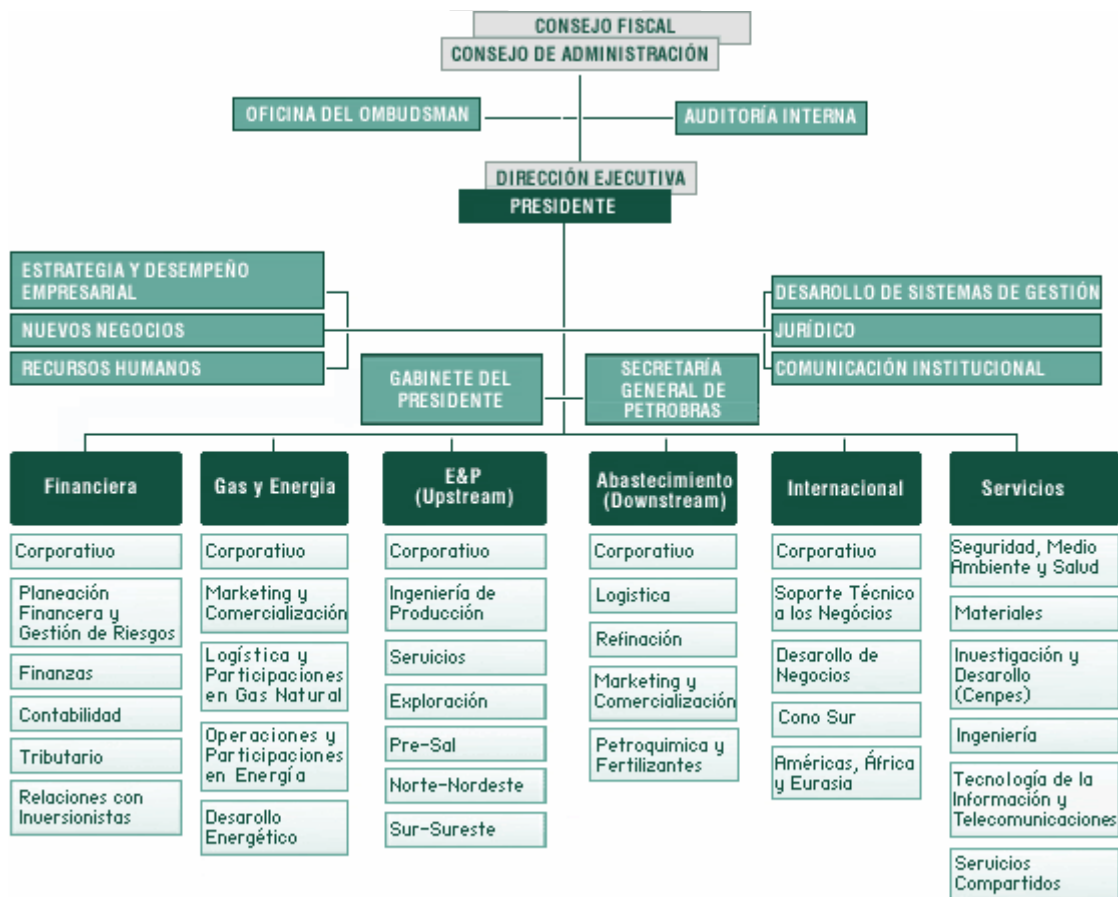 CONSEJO FISCAL
CONSEJO DE ADMINISTRACIÓN
OFICINA DEL OMBUDSMAN
AUDITORÍA INTERNA
DIRECCIÓN EJECUTIVA
PRESIDENTE
ESTRATEGIA Y DESEMPEÑO
EMPRESARIAL
NUEVOS NEGOCIOS
RECURSOS HUMANOS
DESAROLLO DE SISTEMAS DE GESTIÓN
JURÍDICO
COMUNICACIÓN INSTITUCIONAL
GABINETE DEL
PRESIDENTE
SECRETARÍA
GENERAL DE
PETROBRAS
Financiera
Corporativo
Planeación
Financera y
Gestión de Riesgos
Finanzas
Contabilidad
Tributario
Relaciones con
Inversionistas
Gas y Energia
Corporativo
Marketing y
Comercialización
Logística y
Participaciones
en Gas Natural
Operaciones y
Participaciones
en Energía
Desarollo
Energético
E&P
(Upstream)
Corporativo
Ingeniería de
Producción
Servicios
Exploración
Pre-Sal
Norte-Nordeste
Sur-Sureste
Abastecimiento
(Downstream)
Corporativo
Logistica
Refinación
Marketing y
Comercialización
Petroquimica y
Fertilizantes
Internacional
Corporativo
Soporte Técnico
a los Negócios
Desarollo de
Negocios
Cono Sur
Américas, África
y Eurasia
Servicios
Seguridad, Medio
Ambiente y Salud
Materiales
Investigación y
Desarollo
(Cenpes)
Ingeniería
Tecnología de la
Información y
Telecomunicaciones
Servicios
Compartidos